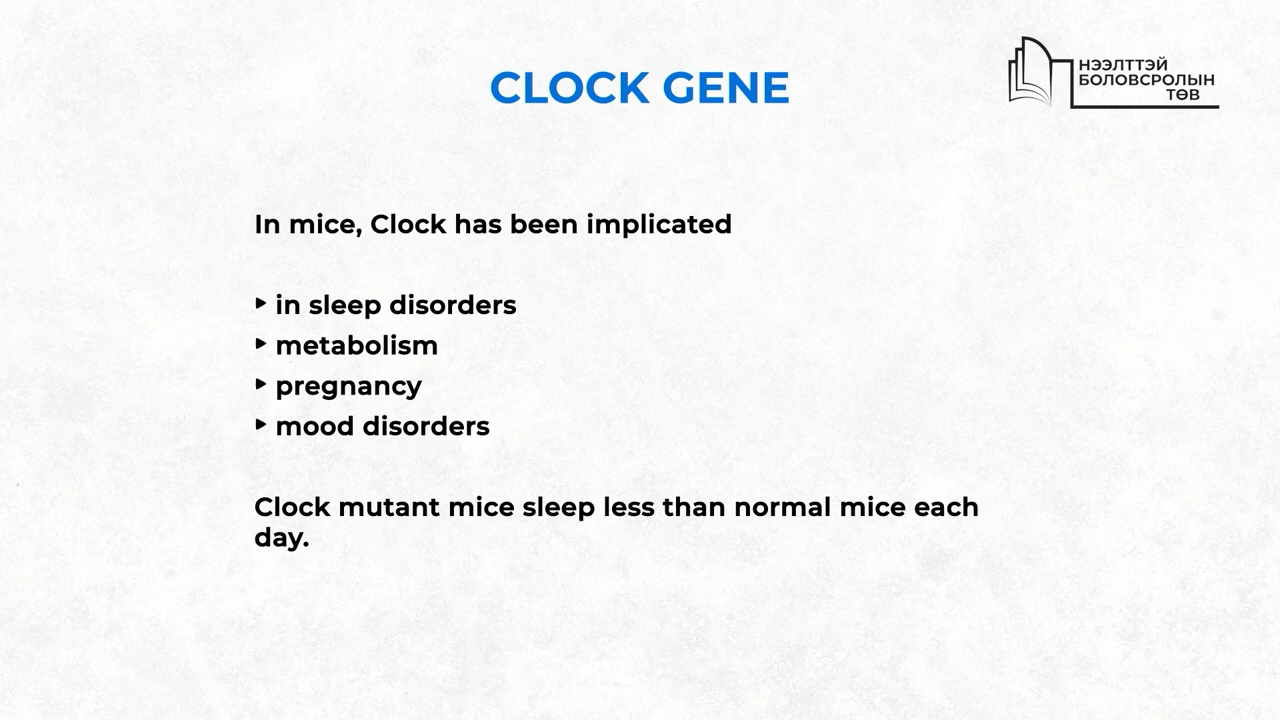 CLOCK GENE
НЭЭЛТТЭЙ
БОЛОВСРОЛЫН
ТӨВ
In mice, Clock has been implicated
‣ in sleep disorders
‣ metabolism
‣ pregnancy
‣ mood disorders
Clock mutant mice sleep less than normal mice each
day.